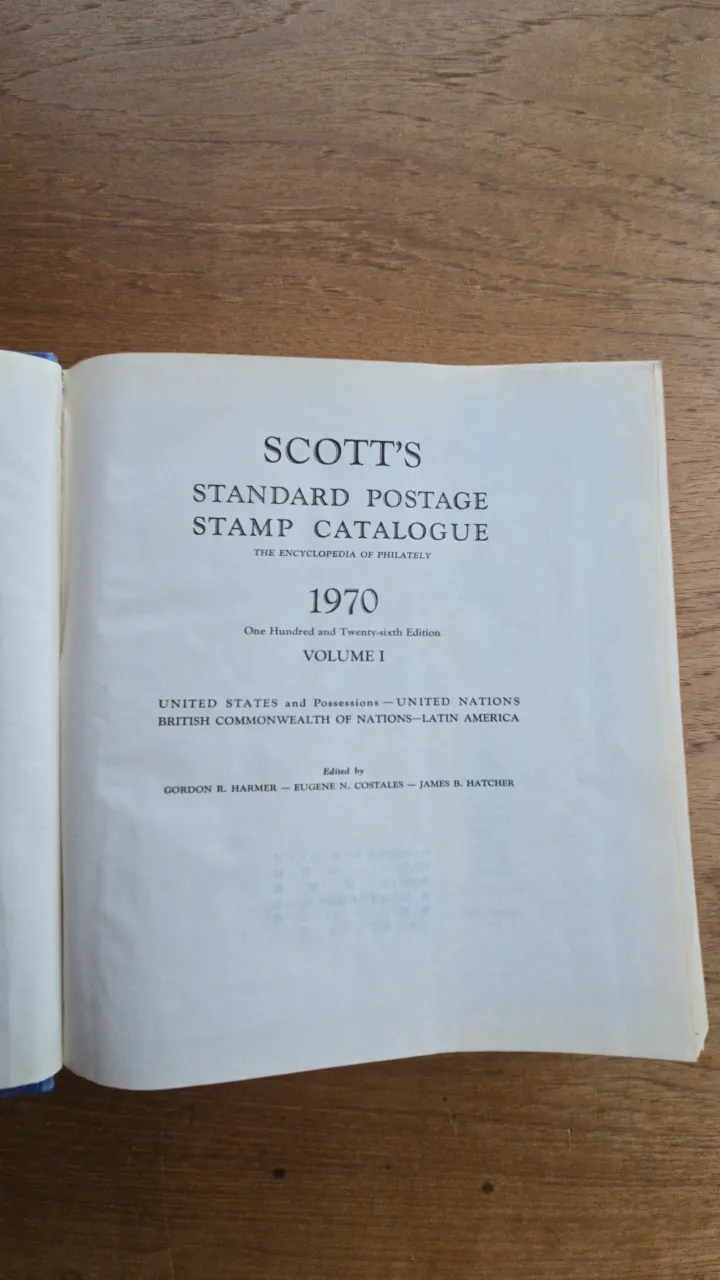 SCOTT'S
STANDARD POSTAGE
STAMP CATALOGUE
THE ENCYCLOPEDIA OF PHILATELY
1970
One Hundred and Twenty-sixth Edition
VOLUME I
UNITED STATES and Possessions — UNITED NATIONS
BRITISH COMMONWEALTH OF NATIONS—LATIN AMERICA
Edited by
GORDON R. HARMER — EUGENE N. COSTALES — JAMES B. HATCHER